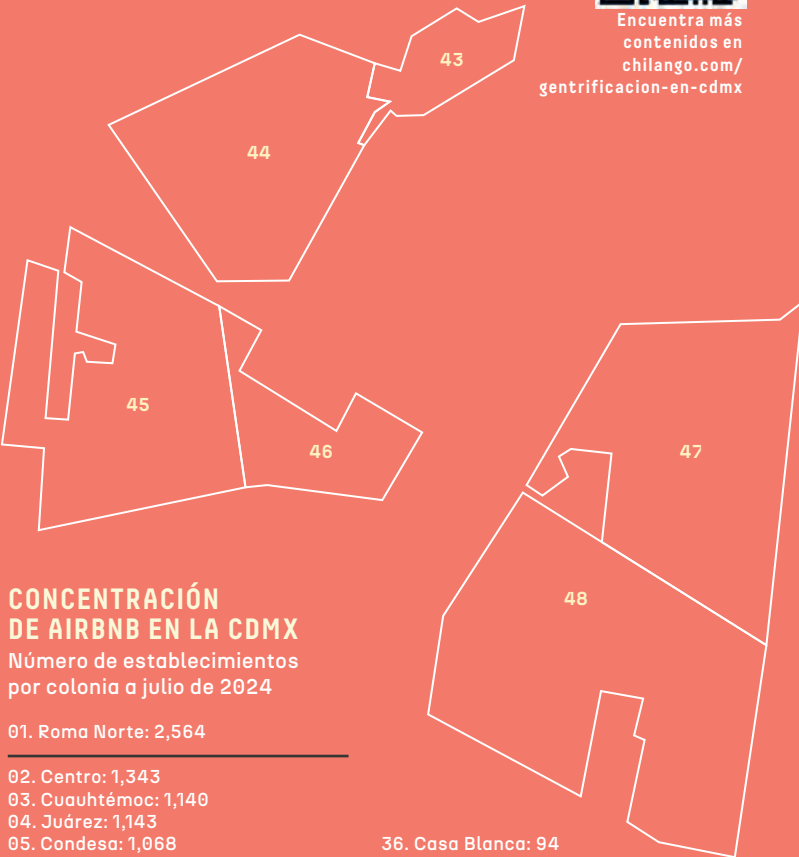 Encuentra más
contenidos en
chilango.com/
gentrificacion-en-cdmx
43
44
45
46
47
48
CONCENTRACIÓN
DE AIRBNB EN LA CDMX
Número de establecimientos
por colonia a julio de 2024
01. Roma Norte: 2,564
02. Centro: 1,343
03. Cuauhtémoc: 1,140
04. Juárez: 1,143
05. Condesa: 1,068
36. Casa Blanca: 94